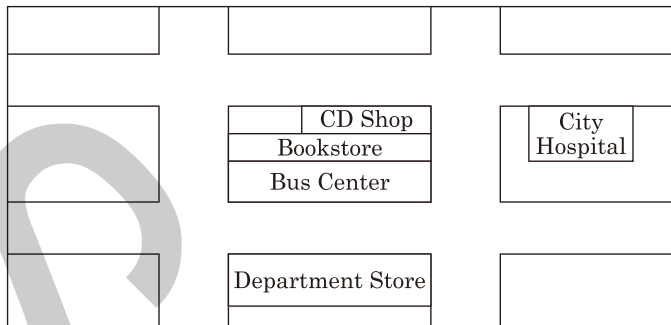 CD Shop
City
Hospital
Bookstore
Bus Center
Department Store